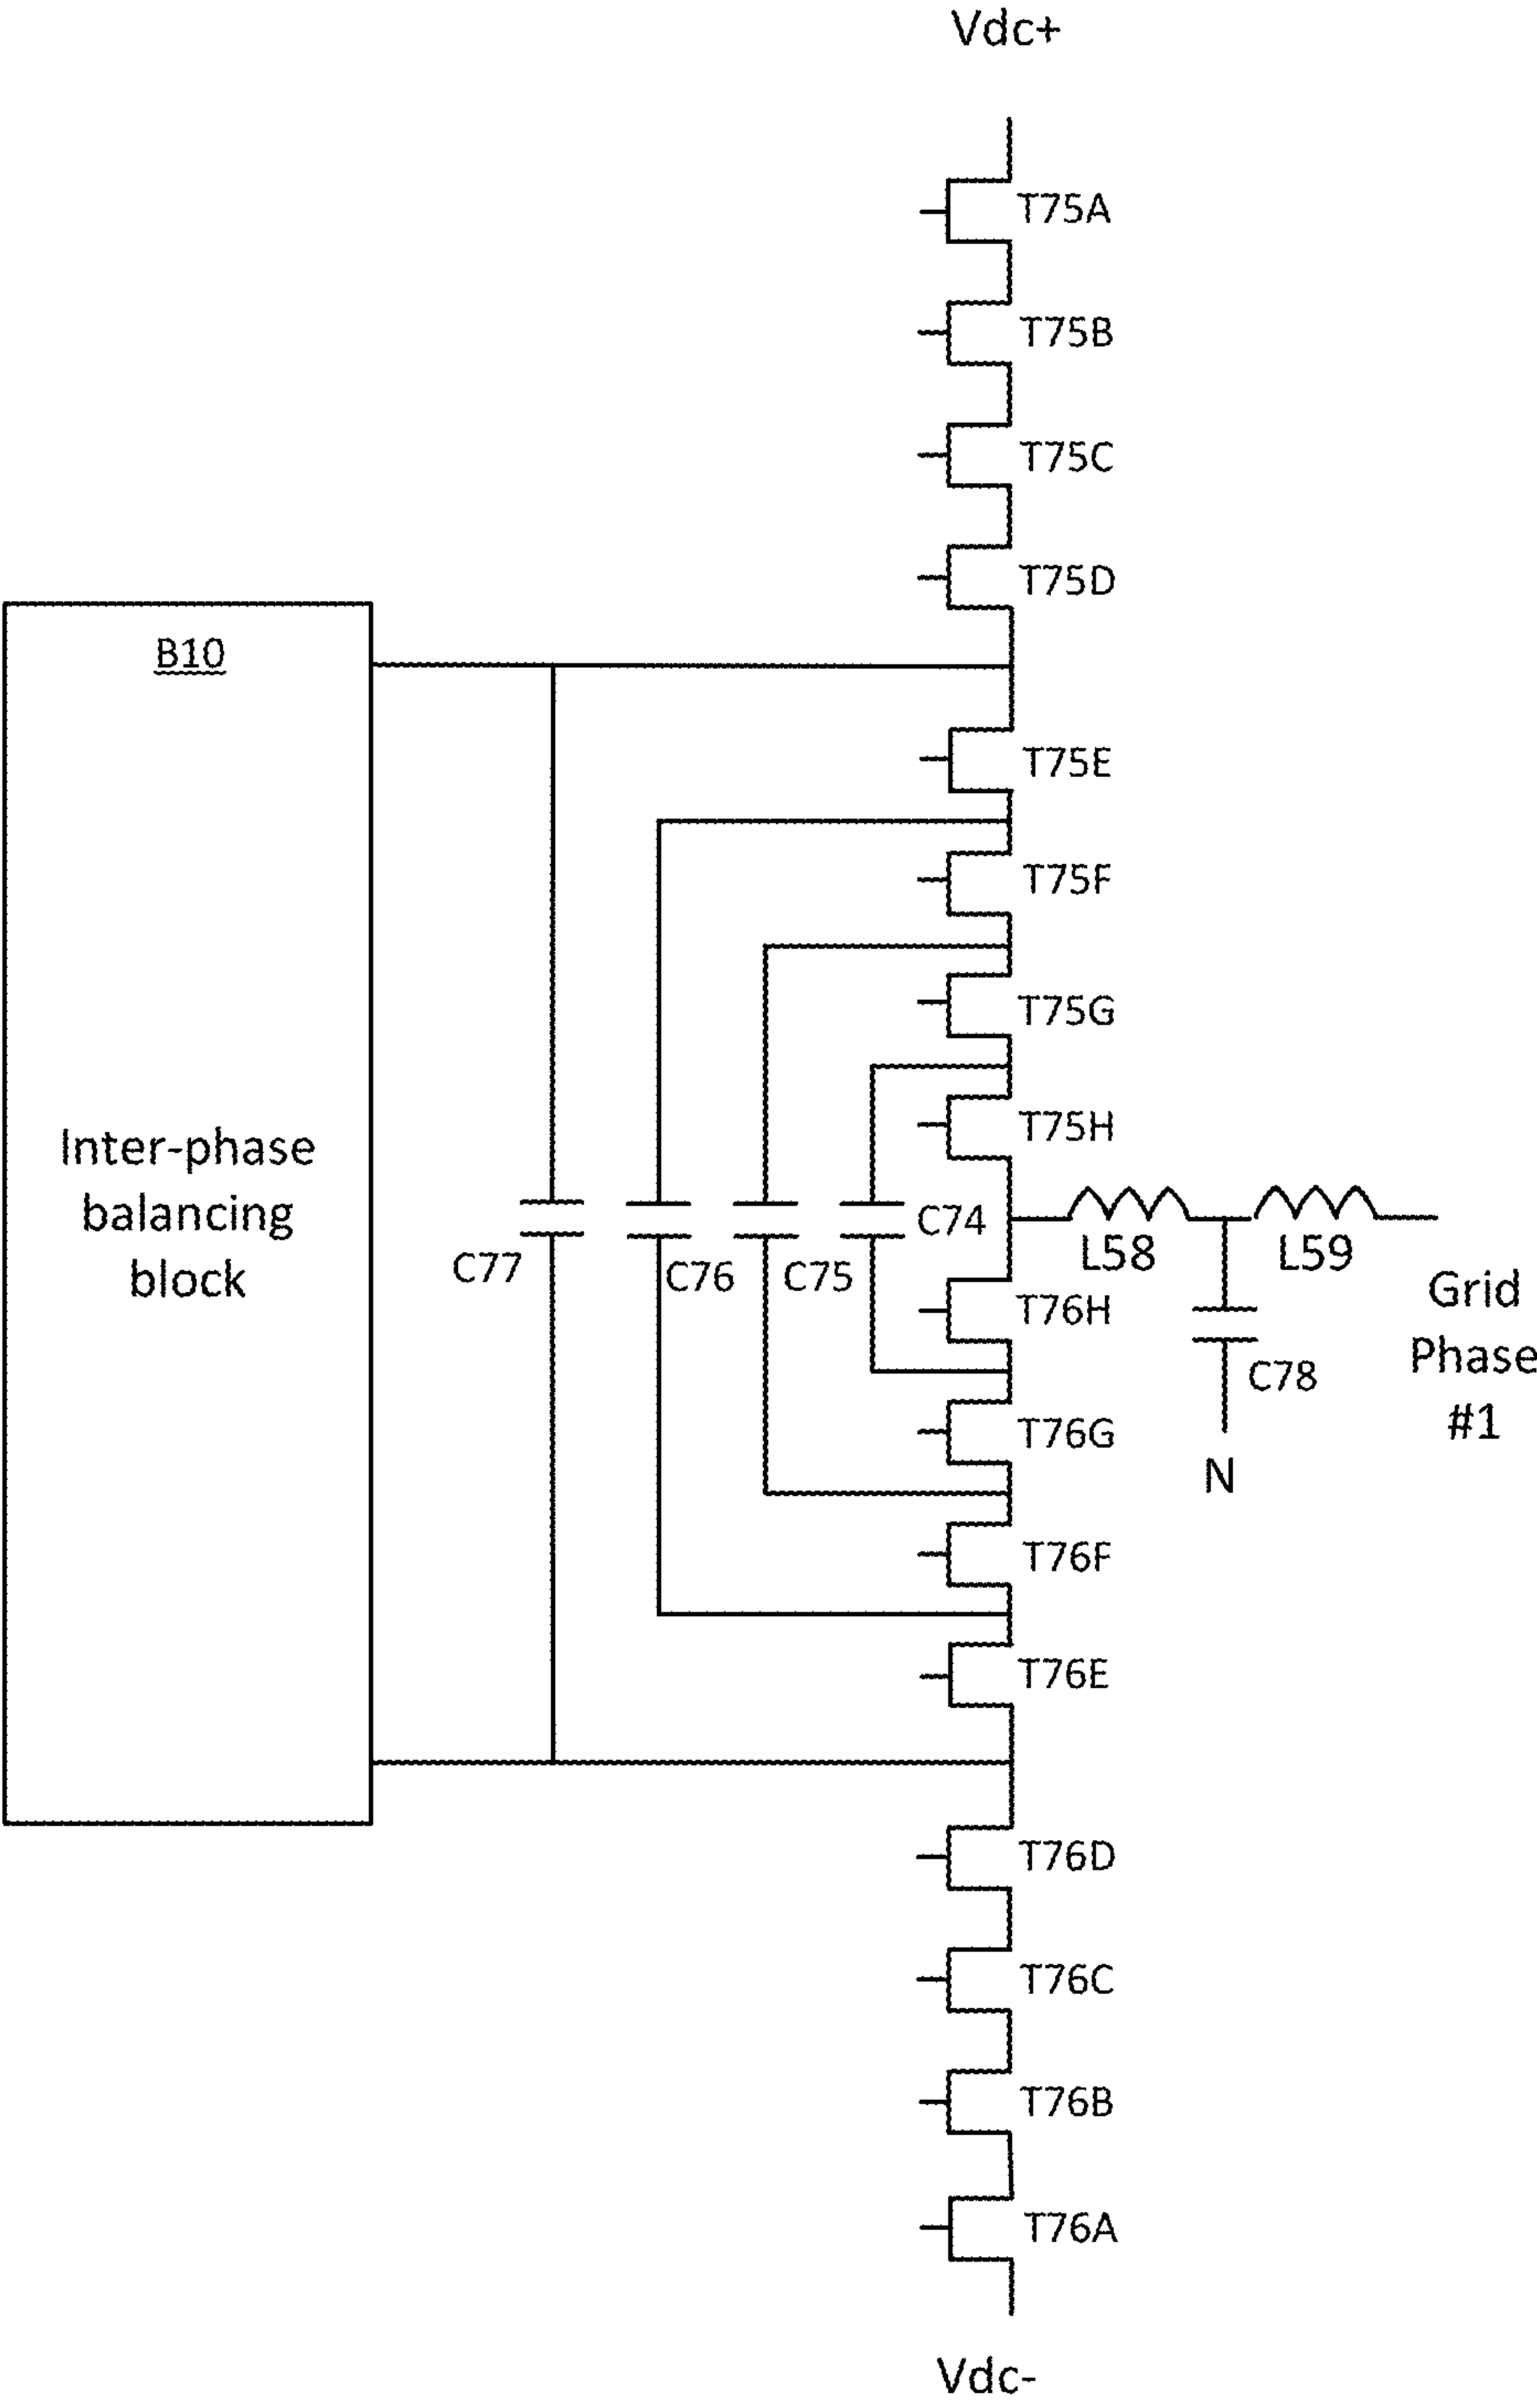 Vdc+
T75A
T75B
T75C
T75D
B10
T75E
T75F
T75G
T75H
Inter-phase
balancing
block
C77
C76
C75
C74
L58
L59
Grid
Phase
#1
T76H
C78
T76G
N
T76F
T76E
T76D
T76C
T76B
T76A
Vdc-